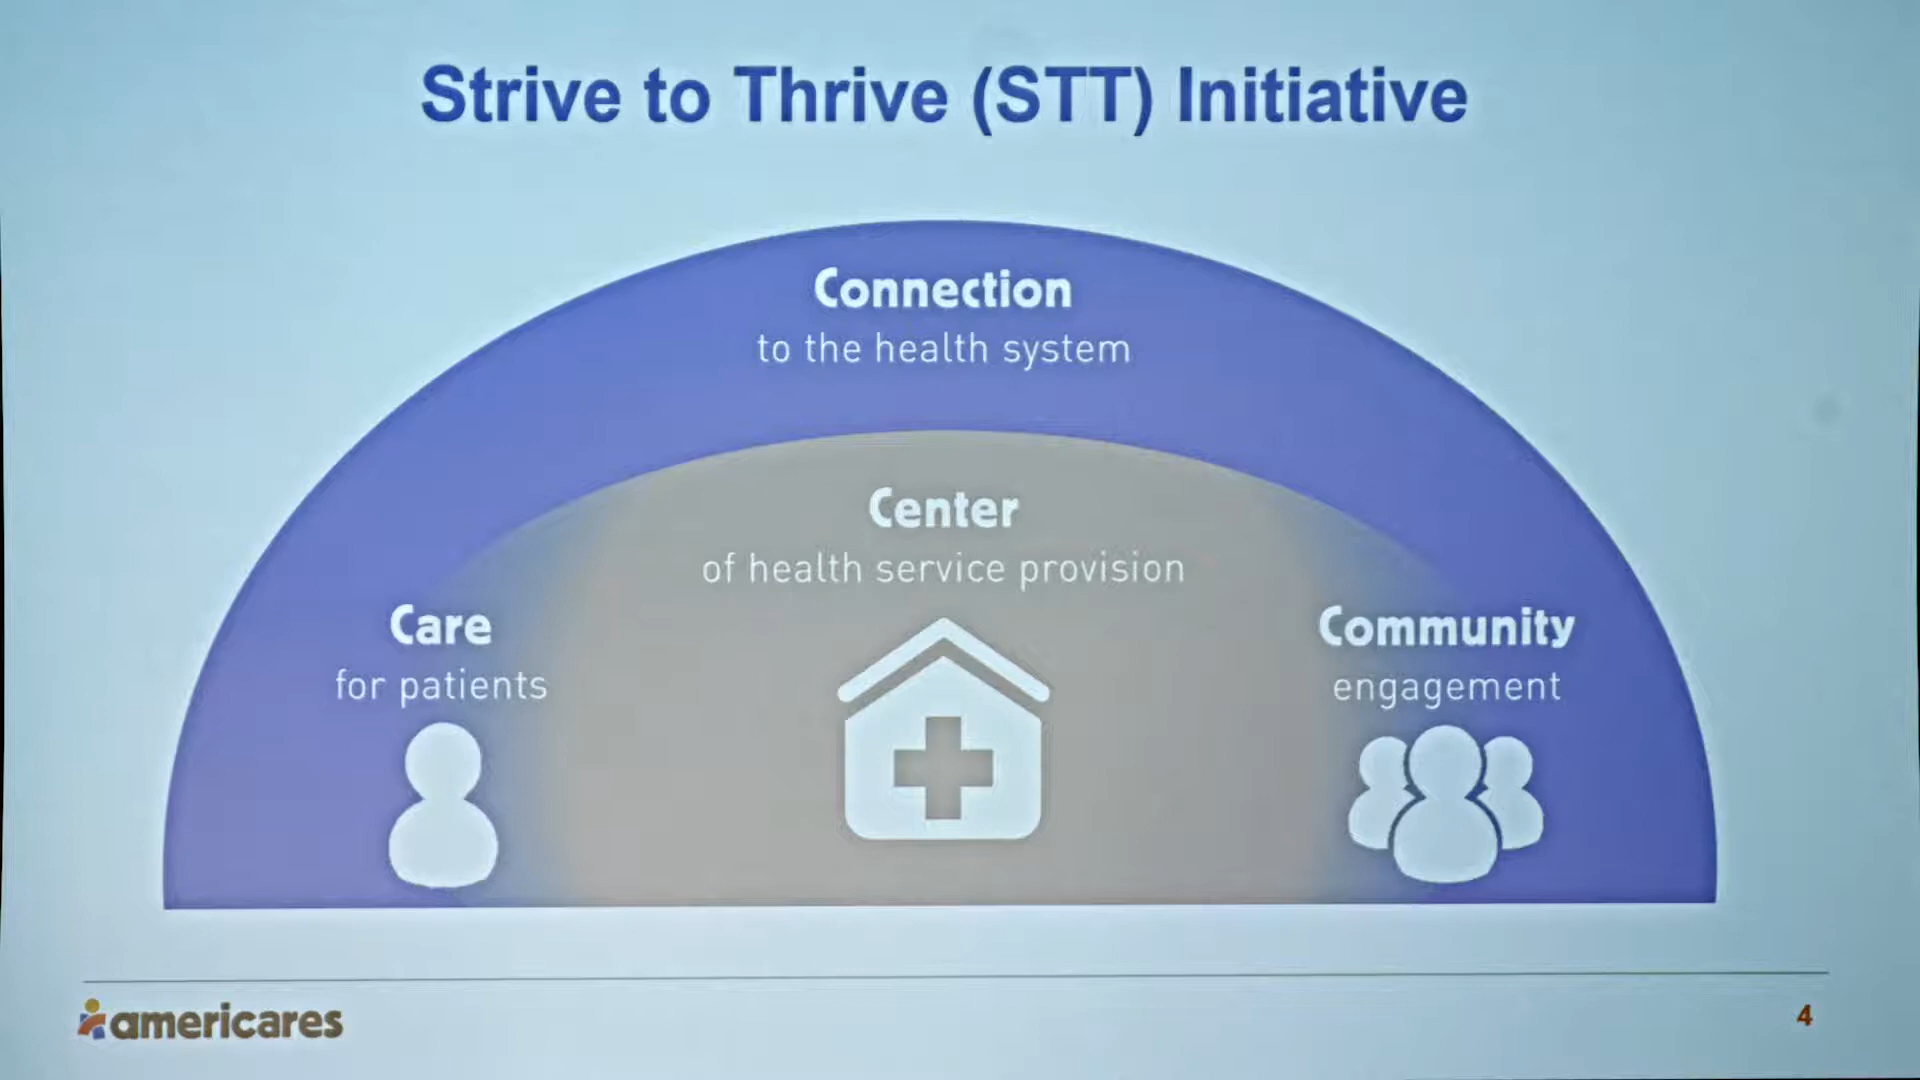 Strive to Thrive (STT) Initiative
Connection
to the health system
Center
of health service provision
Care
for patients
Community
engagement
americares
4